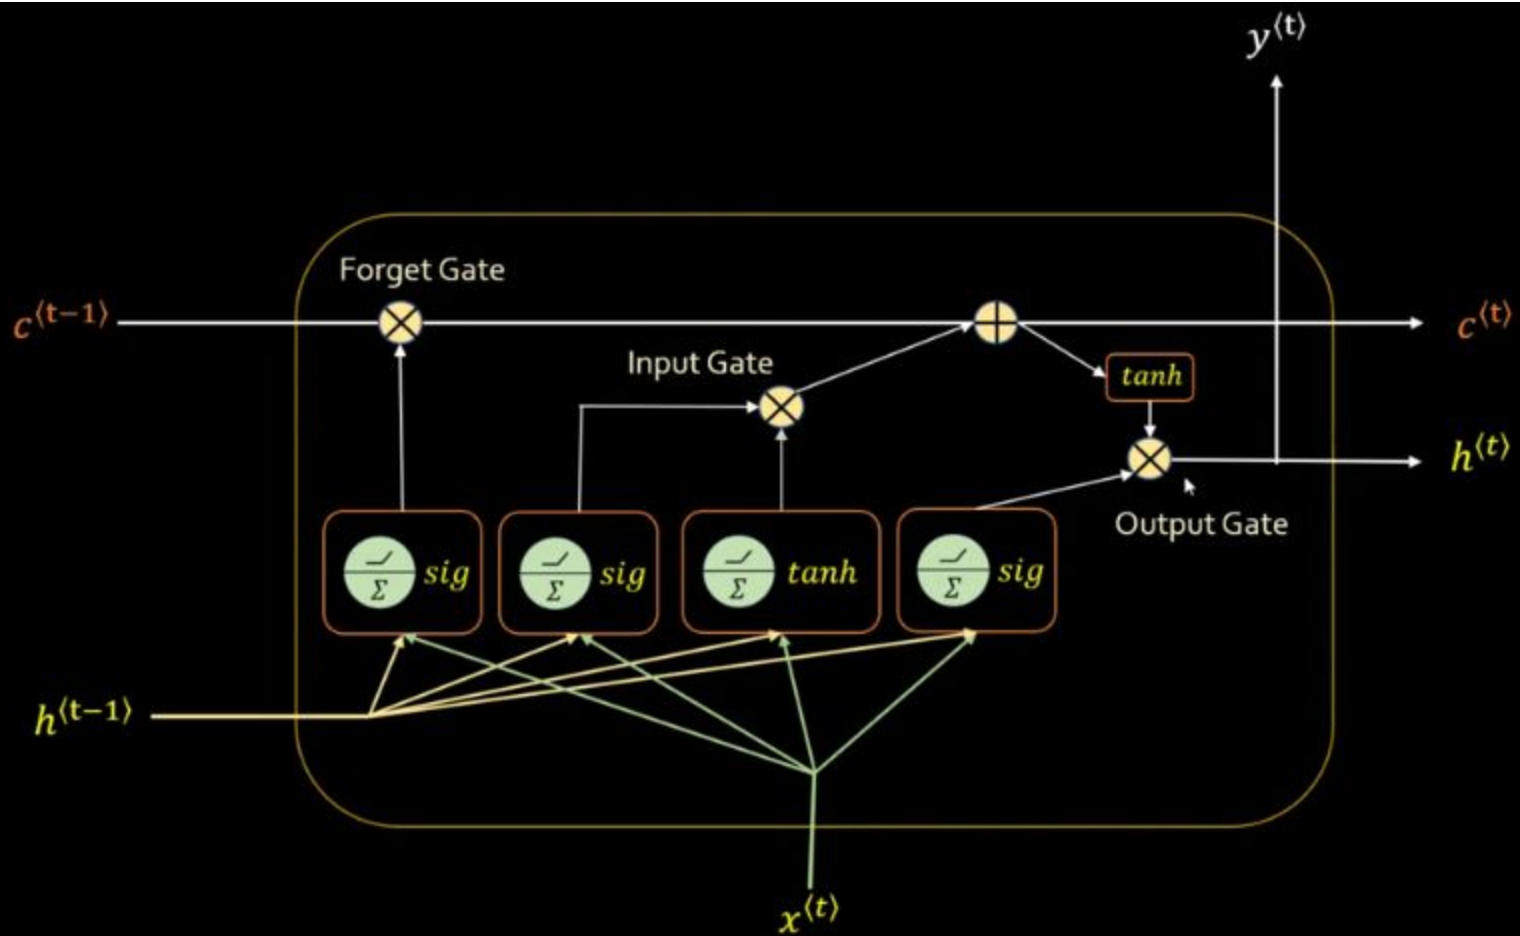 y⟨t⟩
Forget Gate
c⟨t−1⟩
c⟨t⟩
Input Gate
tanh
h⟨t⟩
Output Gate
Σ sig
Σ sig
Σ tanh
Σ sig
h⟨t−1⟩
x⟨t⟩